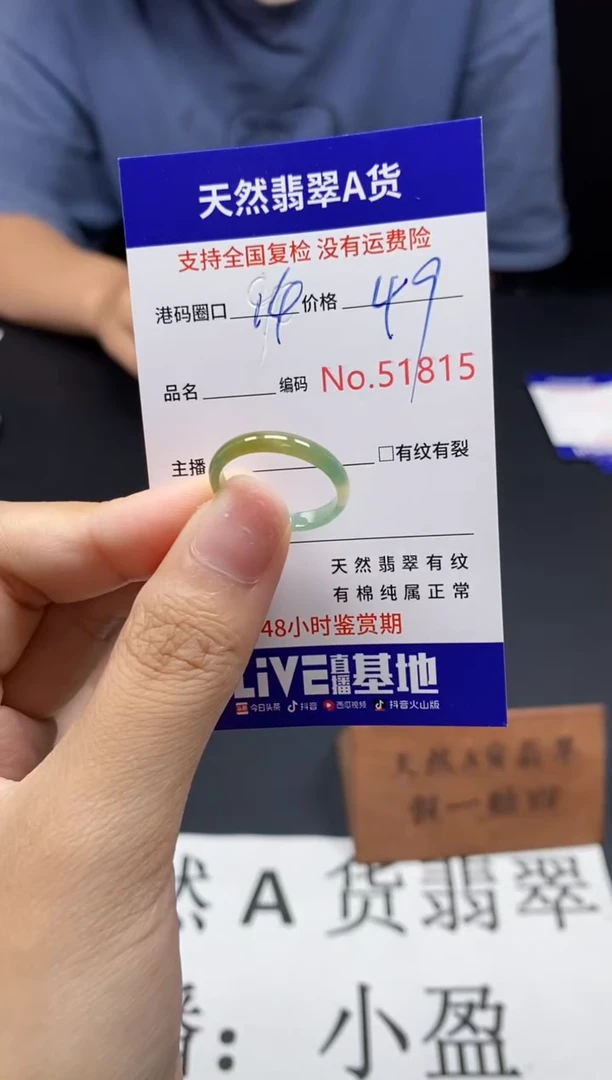 天然翡翠A货
支持全国复检 没有运费险
港码圈口 14 价格 49
品名 编码 No.51815
主播 □有纹有裂
天然翡翠有纹
有棉纯属正常
48小时鉴赏期
LiVE直播基地
今日头条 抖音 西瓜视频 抖音火山版
天然A货翡翠
假一赔四
然A货翡翠
播：小盈